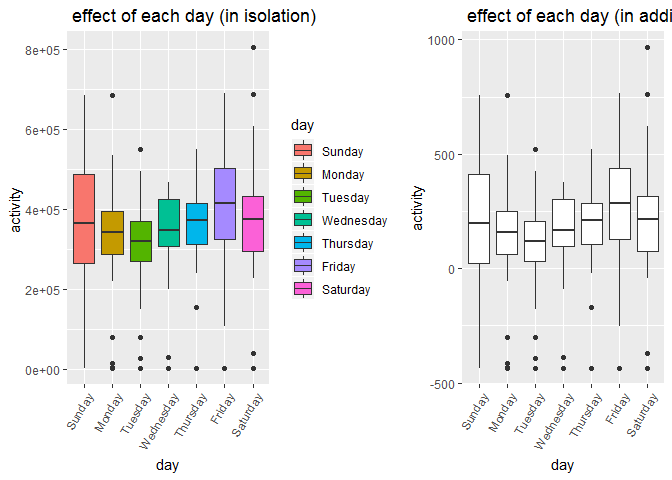 effect of each day (in isolation)
8e+05
6e+05
4e+05
2e+05
0e+00
activity
Sunday
Monday
Tuesday
Wednesday
Thursday
Friday
Saturday
day
day
Sunday
Monday
Tuesday
Wednesday
Thursday
Friday
Saturday
effect of each day (in addi
1000
500
0
-500
activity
Sunday
Monday
Tuesday
Wednesday
Thursday
Friday
Saturday
day